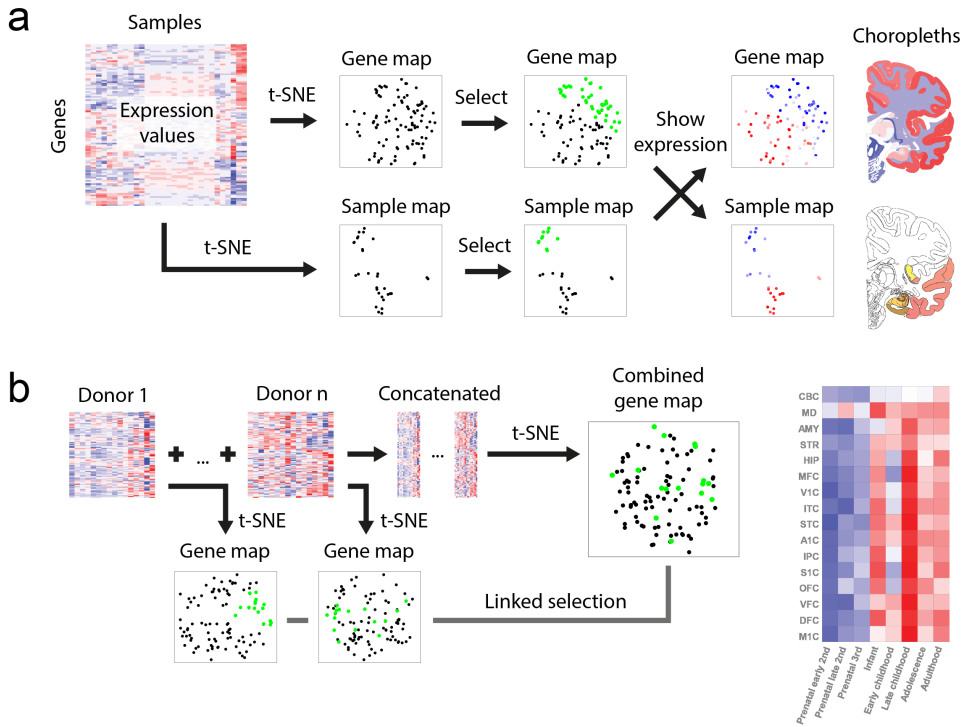 a
Samples
Genes
Expression
values
t-SNE
Gene map
Select
Gene map
Show
expression
Gene map
Choropleths
t-SNE
Sample map
Select
Sample map
Sample map
b
Donor 1
Donor n
Concatenated
Combined
gene map
+ ... +
...
t-SNE
t-SNE
t-SNE
Gene map
Gene map
Linked selection
CBC
MD
AMY
STR
HIP
MFC
V1C
ITC
STC
A1C
IPC
S1C
OFC
VFC
DFC
M1C
Prenatal early 2nd
Prenatal late 2nd
Prenatal 3rd
Infant
Early childhood
Late childhood
Adolescence
Adulthood